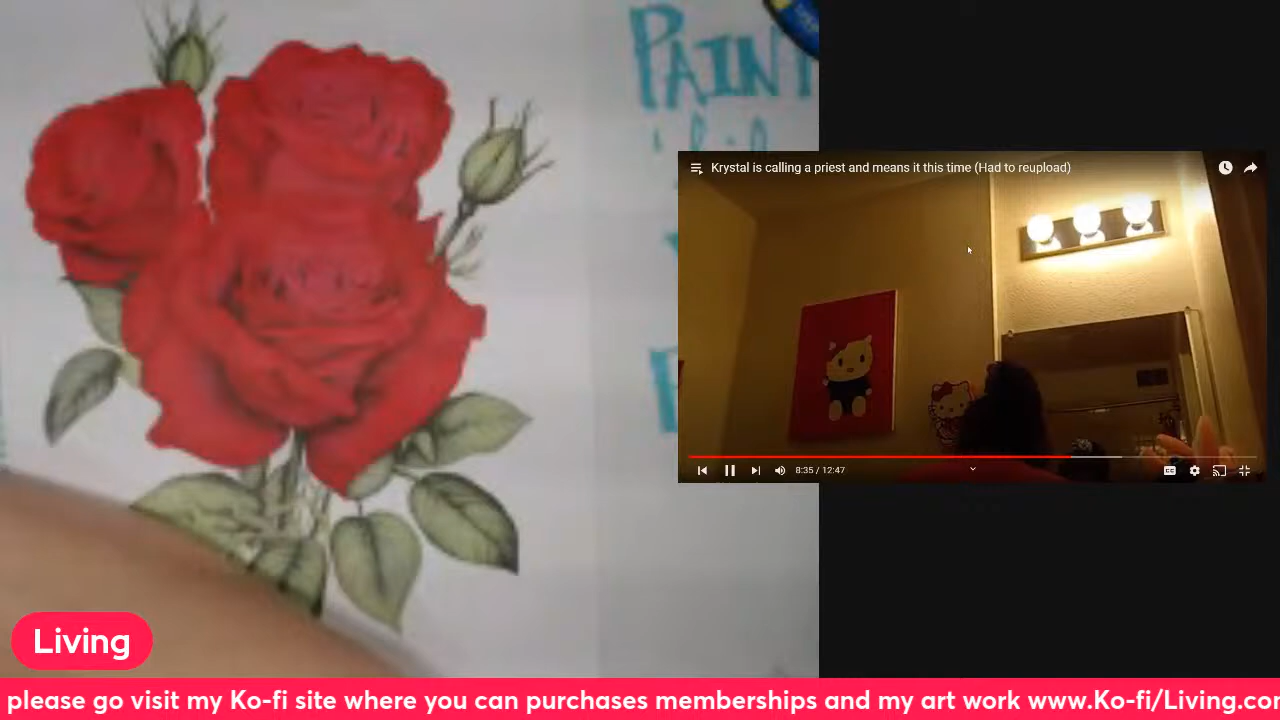 PAINT
Krystal is calling a priest and means it this time (Had to reupload)
8:35 / 12:47
CC
Living
please go visit my Ko-fi site where you can purchases memberships and my art work www.Ko-fi/Living.co